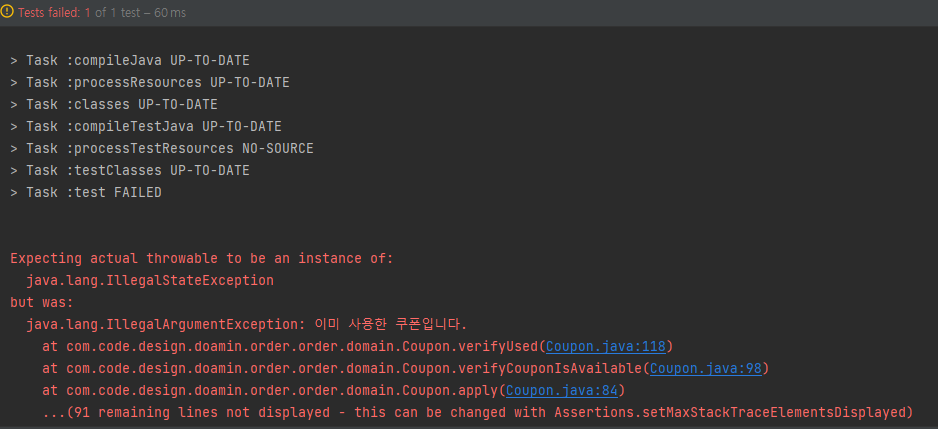 Tests failed: 1 of 1 test – 60 ms
> Task :compileJava UP-TO-DATE
> Task :processResources UP-TO-DATE
> Task :classes UP-TO-DATE
> Task :compileTestJava UP-TO-DATE
> Task :processTestResources NO-SOURCE
> Task :testClasses UP-TO-DATE
> Task :test FAILED
Expecting actual throwable to be an instance of:
java.lang.IllegalStateException
but was:
java.lang.IllegalArgumentException: 이미 사용한 쿠폰입니다.
at com.code.design.doamin.order.order.domain.Coupon.verifyUsed(Coupon.java:118)
at com.code.design.doamin.order.order.domain.Coupon.verifyCouponIsAvailable(Coupon.java:98)
at com.code.design.doamin.order.order.domain.Coupon.apply(Coupon.java:84)
...(91 remaining lines not displayed - this can be changed with Assertions.setMaxStackTraceElementsDisplayed)